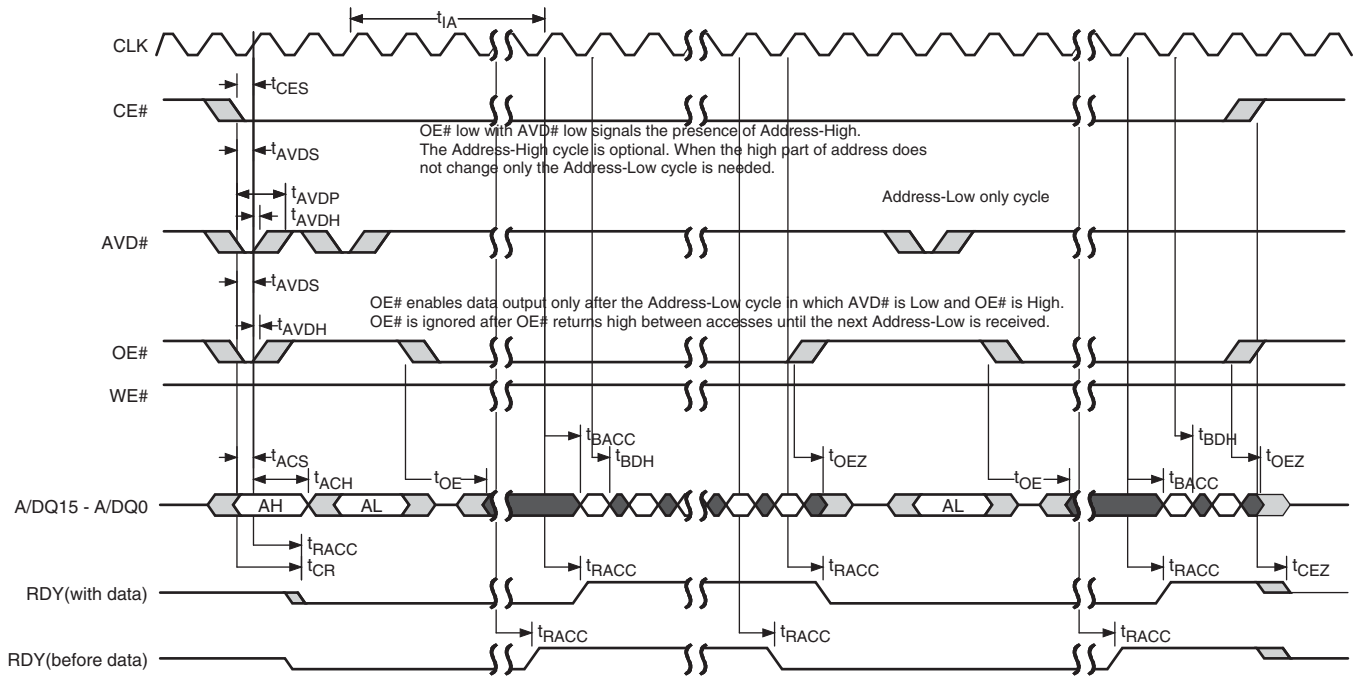 tIA
CLK
tCES
CE#
OE# low with AVD# low signals the presence of Address-High.
The Address-High cycle is optional. When the high part of address does
not change only the Address-Low cycle is needed.
tAVDS
tAVDP
Address-Low only cycle
tAVDH
AVD#
tAVDS
OE# enables data output only after the Address-Low cycle in which AVD# is Low and OE# is High.
OE# is ignored after OE# returns high between accesses until the next Address-Low is received.
tAVDH
OE#
WE#
tBACC
tBDH
tACS
tBDH
tOEZ
tOEZ
tACH
tOE
tOE
tBACC
A/DQ15 - A/DQ0
AH
AL
AL
tRACC
tCR
tRACC
tRACC
tRACC
tCEZ
RDY(with data)
tRACC
tRACC
tRACC
RDY(before data)